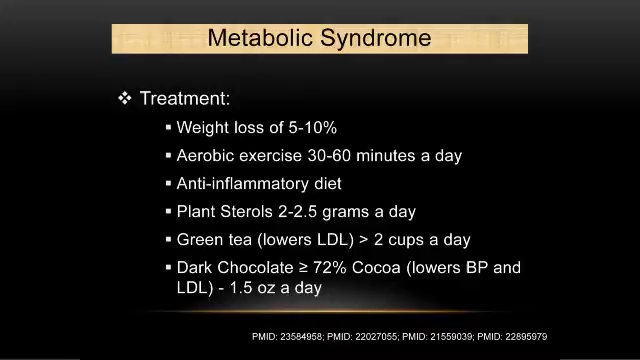 Metabolic Syndrome
❖ Treatment:
▪ Weight loss of 5-10%
▪ Aerobic exercise 30-60 minutes a day
▪ Anti-inflammatory diet
▪ Plant Sterols 2-2.5 grams a day
▪ Green tea (lowers LDL) > 2 cups a day
▪ Dark Chocolate ≥ 72% Cocoa (lowers BP and
LDL) - 1.5 oz a day
PMID: 23584958; PMID: 22027055; PMID: 21559039; PMID: 22895979